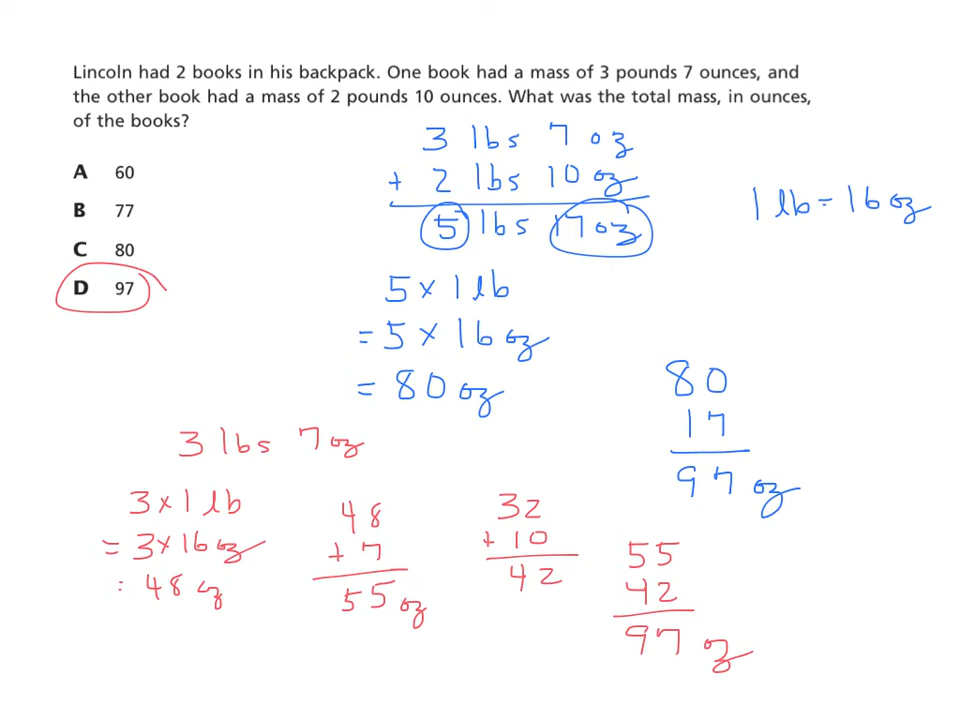 Lincoln had 2 books in his backpack. One book had a mass of 3 pounds 7 ounces, and
the other book had a mass of 2 pounds 10 ounces. What was the total mass, in ounces,
of the books?
A 60
B 77
C 80
D 97
3 lbs 7 oz
+ 2 lbs 10 oz
5 lbs 17 oz
1 lb = 16 oz
5 × 1 lb
= 5 × 16 oz
= 80 oz
80
17
97 oz
3 lbs 7 oz
3 × 1 lb
= 3 × 16 oz
= 48 oz
48
+ 7
55 oz
32
+ 10
42
55
42
97 oz